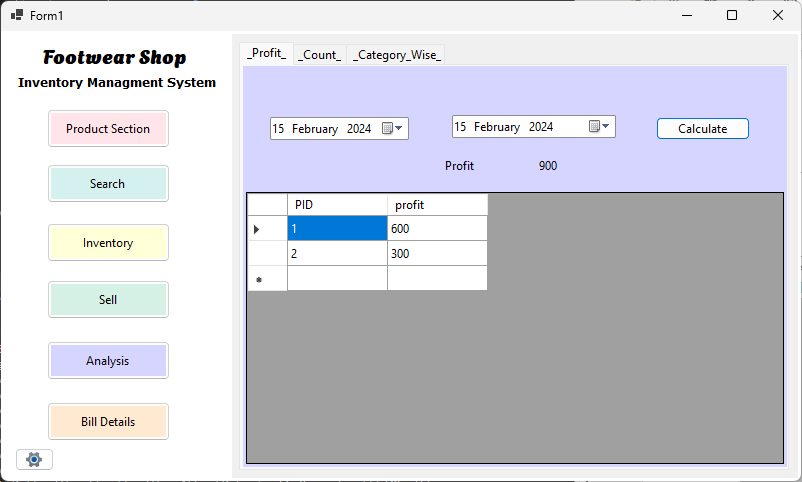 Form1
Footwear Shop
Inventory Managment System
Product Section
Search
Inventory
Sell
Analysis
Bill Details
_Profit_ _Count_ _Category_Wise_
15 February 2024 15 February 2024 Calculate
Profit 900
PID profit
1 600
2 300